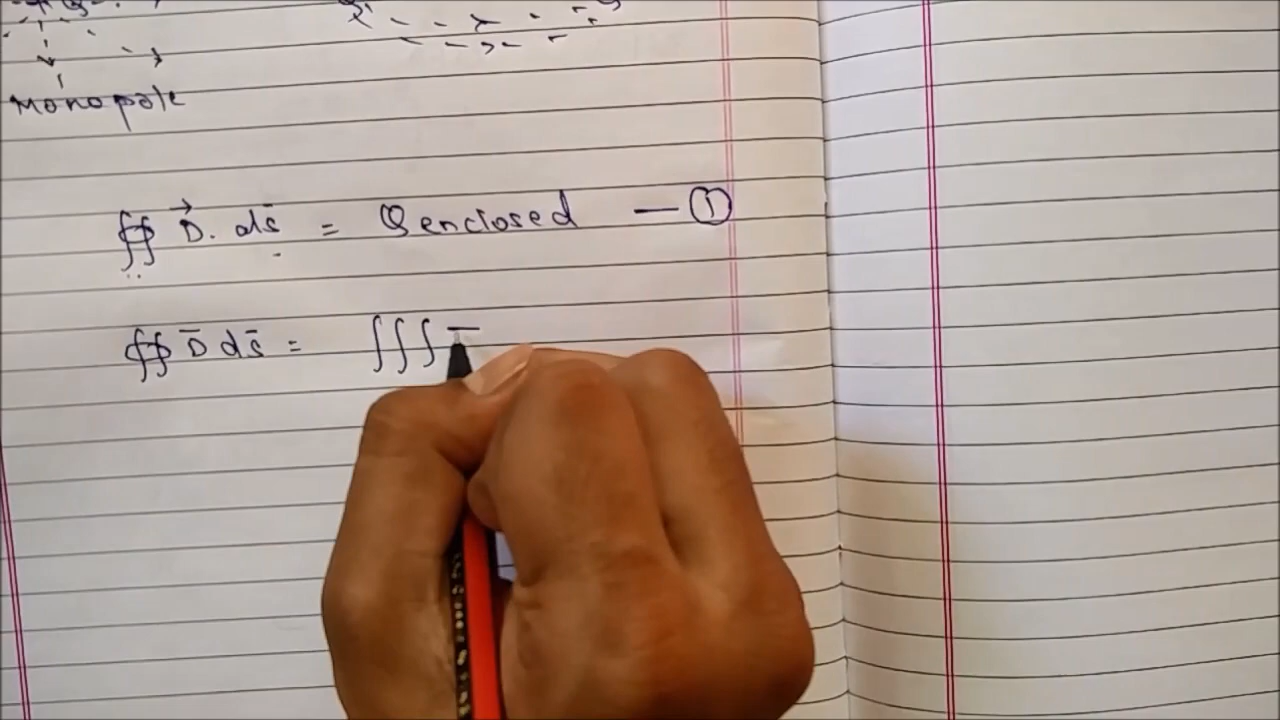 Monopole
∯ D⃗. ds̄ = Qenclosed — ①
∯ D̄ ds̄ = ∫∫∫ —